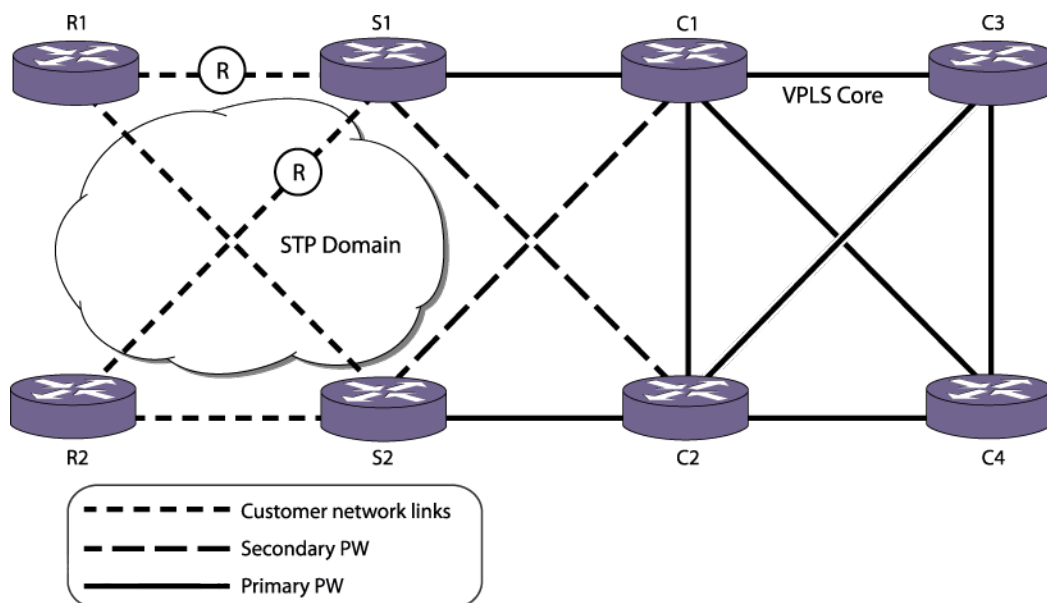 R1
S1
C1
C3
R
VPLS Core
R
STP Domain
R2
S2
C2
C4
Customer network links
Secondary PW
Primary PW